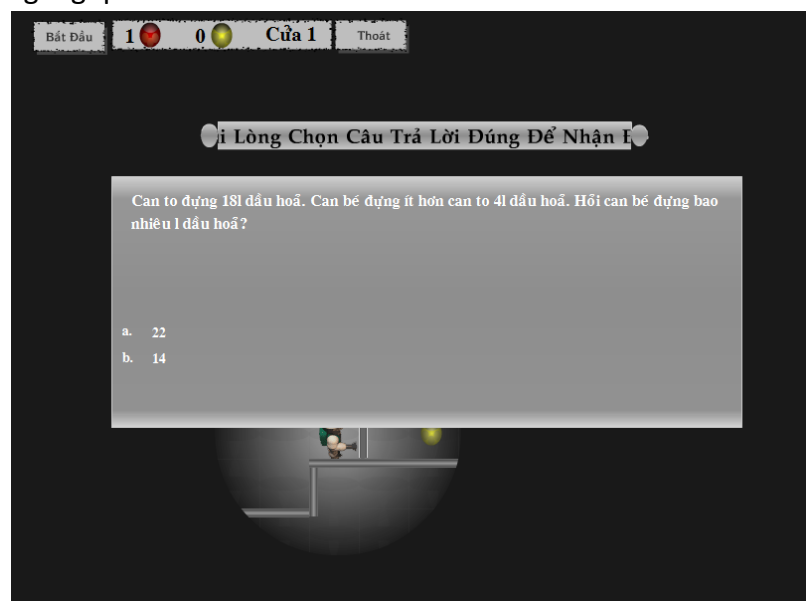 Bắt Đầu 1 0 Cửa 1 Thoát
i Lòng Chọn Câu Trả Lời Đúng Để Nhận
Can to đựng 18l dầu hoả. Can bé đựng ít hơn can to 4l dầu hoả. Hỏi can bé đựng bao
nhiêu l dầu hoả?
a. 22
b. 14